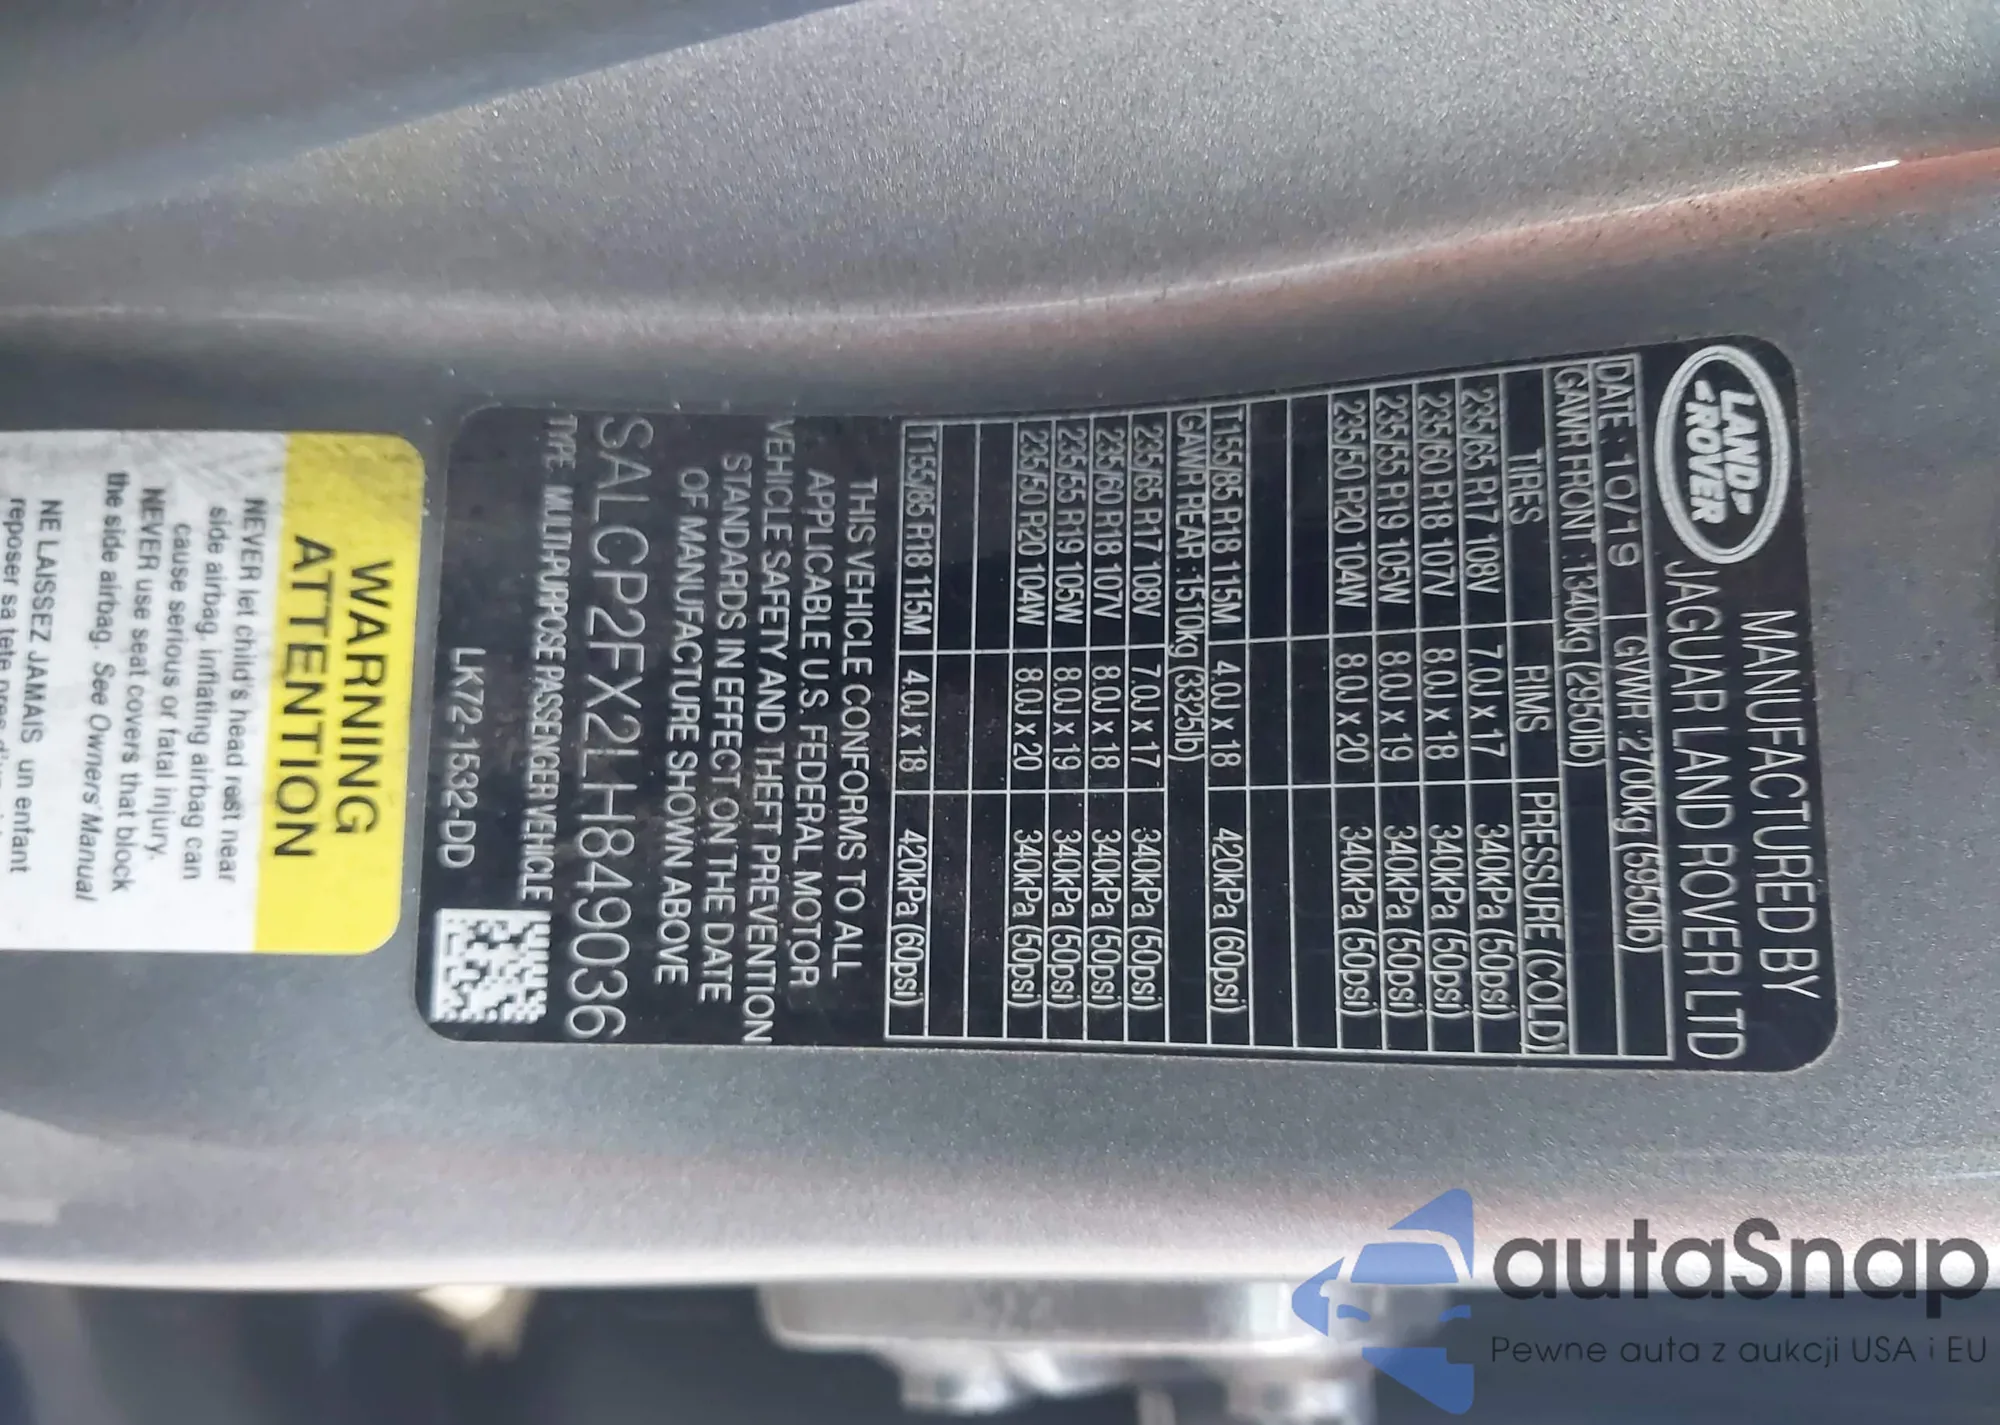 LAND-
-ROVER
MANUFACTURED BY
JAGUAR LAND ROVER LTD
DATE : 10/19 GVWR :2700kg (5950lb)
GAWR FRONT :1340kg (2950lb)
TIRES RIMS PRESSURE (COLD)
235/65 R17 108V 7.0J x 17 340kPa (50psi)
235/60 R18 107V 8.0J x 18 340kPa (50psi)
235/55 R19 105W 8.0J x 19 340kPa (50psi)
235/50 R20 104W 8.0J x 20 340kPa (50psi)
T155/85 R18 115M 4.0J x 18 420kPa (60psi)
GAWR REAR :1510kg (3325lb)
235/65 R17 108V 7.0J x 17 340kPa (50psi)
235/60 R18 107V 8.0J x 18 340kPa (50psi)
235/55 R19 105W 8.0J x 19 340kPa (50psi)
235/50 R20 104W 8.0J x 20 340kPa (50psi)
T155/85 R18 115M 4.0J x 18 420kPa (60psi)
THIS VEHICLE CONFORMS TO ALL
APPLICABLE U.S. FEDERAL MOTOR
VEHICLE SAFETY AND THEFT PREVENTION
STANDARDS IN EFFECT ON THE DATE
OF MANUFACTURE SHOWN ABOVE
SALCP2FX2LH849036
TYPE: MULTI-PURPOSE PASSENGER VEHICLE
LK72-1532-DD
WARNING
ATTENTION
NEVER let child's head rest near
side airbag. inflating airbag can
cause serious or fatal injury.
NEVER use seat covers that block
the side airbag. See Owners' Manual
NE LAISSEZ JAMAIS un enfant
reposer sa tete pres
autaSnap
Pewne auta z aukcji USA i EU